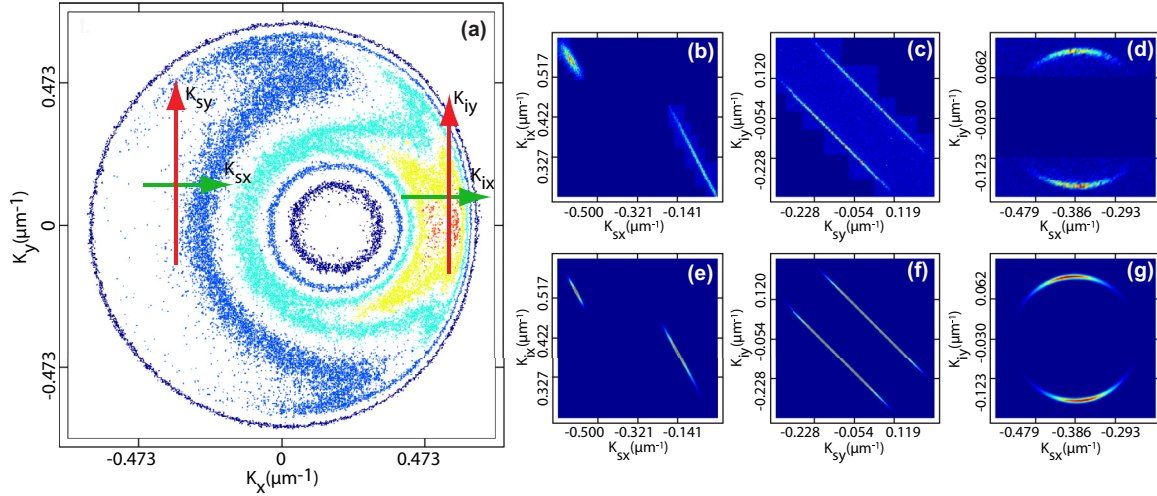 (a)
K_y(μm⁻¹)
0.473
0
-0.473
-0.473
0
0.473
K_x(μm⁻¹)
K_sy
K_sx
K_iy
K_ix
(b)
K_ix(μm⁻¹)
0.517
0.422
0.327
-0.500
-0.321
-0.141
K_sx(μm⁻¹)
(c)
K_iy(μm⁻¹)
0.120
-0.054
-0.228
-0.228
-0.054
0.119
K_sy(μm⁻¹)
(d)
K_iy(μm⁻¹)
0.062
-0.030
-0.123
-0.479
-0.386
-0.293
K_sx(μm⁻¹)
(e)
K_ix(μm⁻¹)
0.517
0.422
0.327
-0.500
-0.321
-0.141
K_sx(μm⁻¹)
(f)
K_iy(μm⁻¹)
0.120
-0.054
-0.228
-0.228
-0.054
0.119
K_sy(μm⁻¹)
(g)
K_iy(μm⁻¹)
0.062
-0.030
-0.123
-0.479
-0.386
-0.293
K_sx(μm⁻¹)